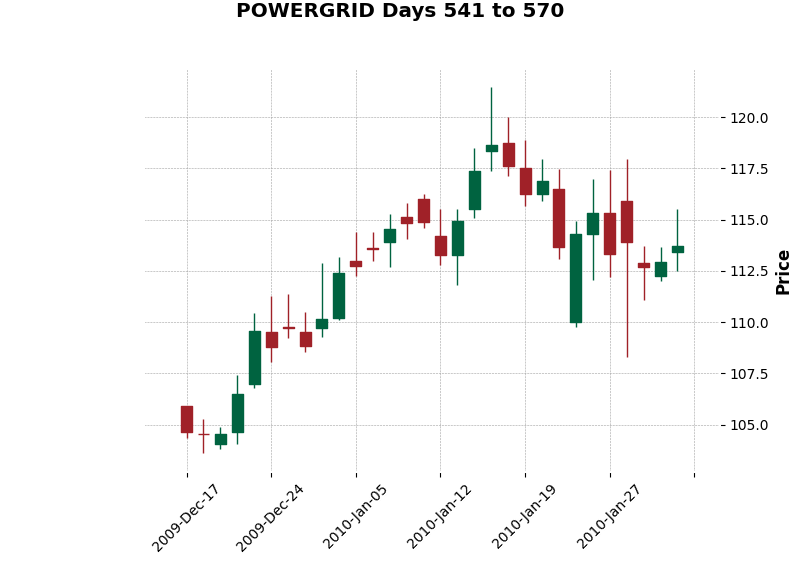 POWERGRID Days 541 to 570
120.0
117.5
115.0
112.5
110.0
107.5
105.0
Price
2009-Dec-17
2009-Dec-24
2010-Jan-05
2010-Jan-12
2010-Jan-19
2010-Jan-27